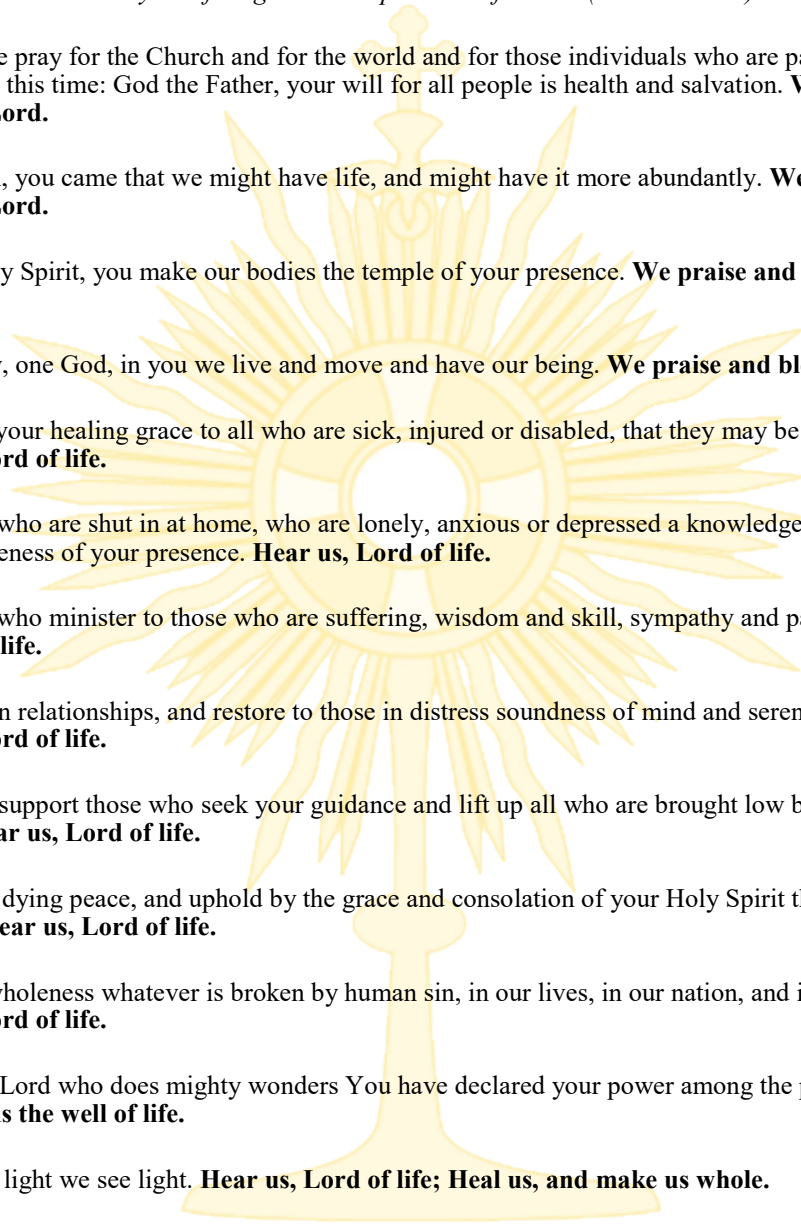 e pray for the Church and for the world and for those individuals who are pa
this time: God the Father, your will for all people is health and salvation. W
Lord.
, you came that we might have life, and might have it more abundantly. We
Lord.
y Spirit, you make our bodies the temple of your presence. We praise and
, one God, in you we live and move and have our being. We praise and bl
your healing grace to all who are sick, injured or disabled, that they may be
rd of life.
who are shut in at home, who are lonely, anxious or depressed a knowledge
eness of your presence. Hear us, Lord of life.
who minister to those who are suffering, wisdom and skill, sympathy and pa
life.
n relationships, and restore to those in distress soundness of mind and seren
rd of life.
support those who seek your guidance and lift up all who are brought low b
ar us, Lord of life.
dying peace, and uphold by the grace and consolation of your Holy Spirit th
ear us, Lord of life.
wholeness whatever is broken by human sin, in our lives, in our nation, and i
rd of life.
Lord who does mighty wonders You have declared your power among the p
s the well of life.
light we see light. Hear us, Lord of life; Heal us, and make us whole.